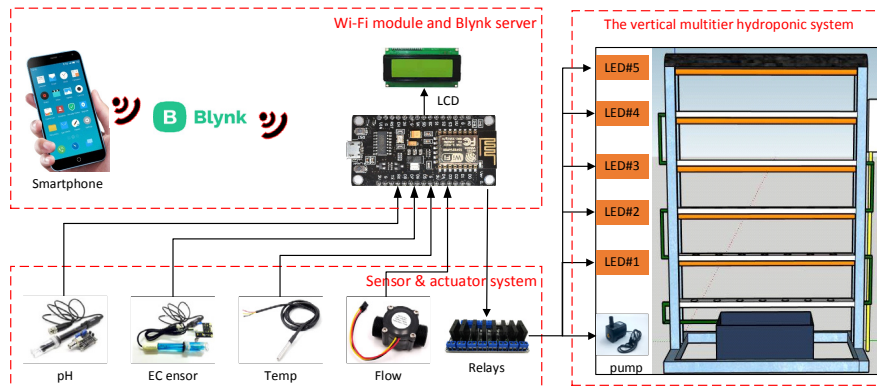 Wi-Fi module and Blynk server
The vertical multitier hydroponic system
LED#5
LCD
B Blynk
LED#4
LED#3
Smartphone
LED#2
LED#1
Sensor & actuator system
pH
EC ensor
Temp
Flow
Relays
pump